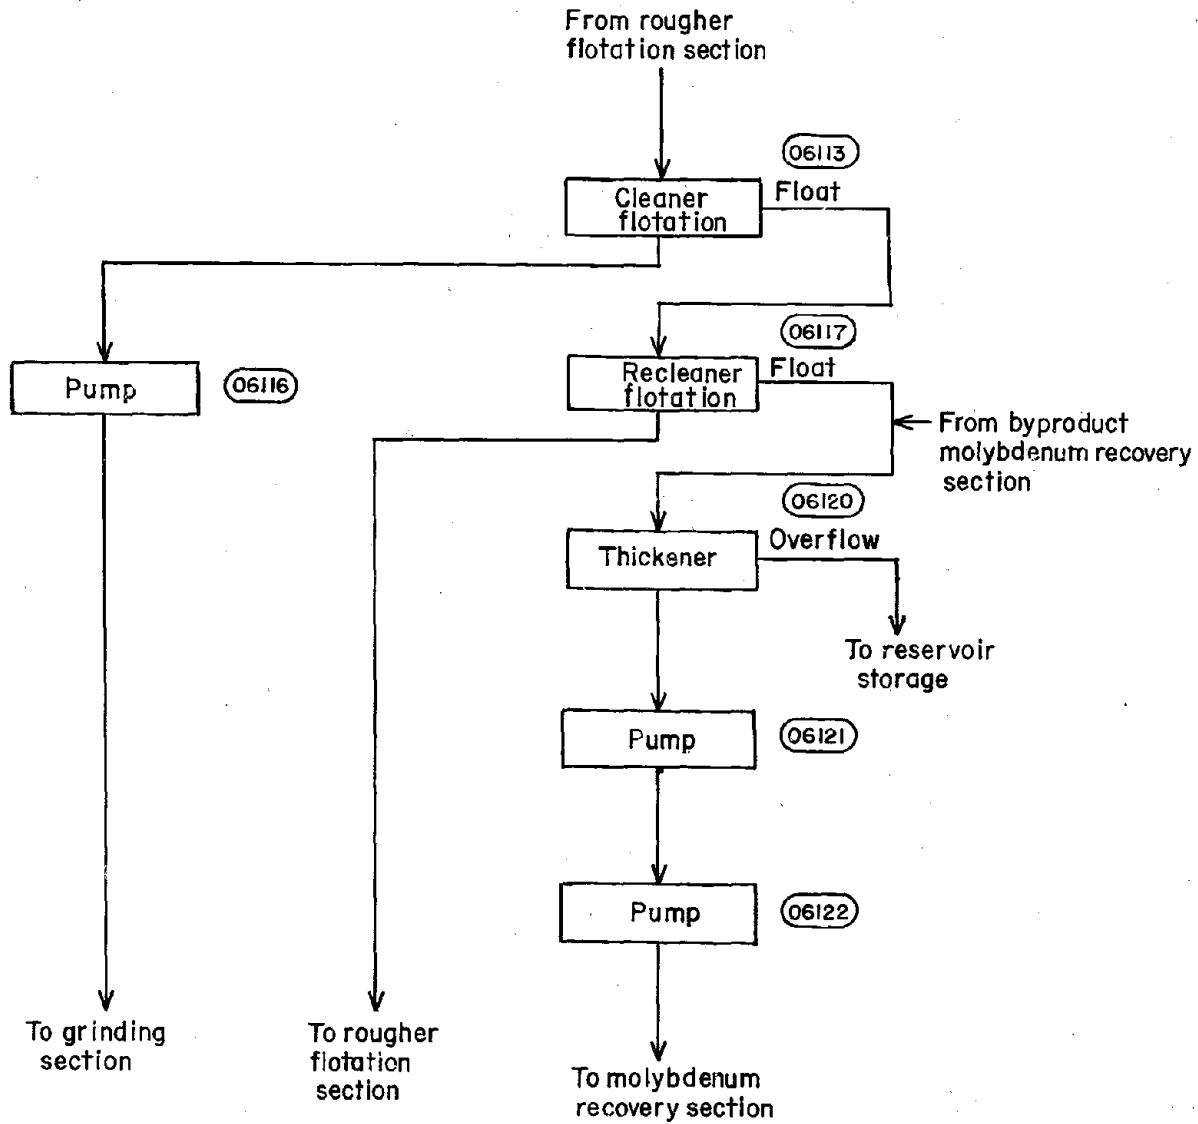 From rougher
flotation section
06113
Cleaner
flotation
Float
06117
Pump
06116
Recleaner
flotation
Float
From byproduct
molybdenum recovery
section
06120
Thickener
Overflow
To reservoir
storage
Pump
06121
Pump
06122
To grinding
section
To rougher
flotation
section
To molybdenum
recovery section